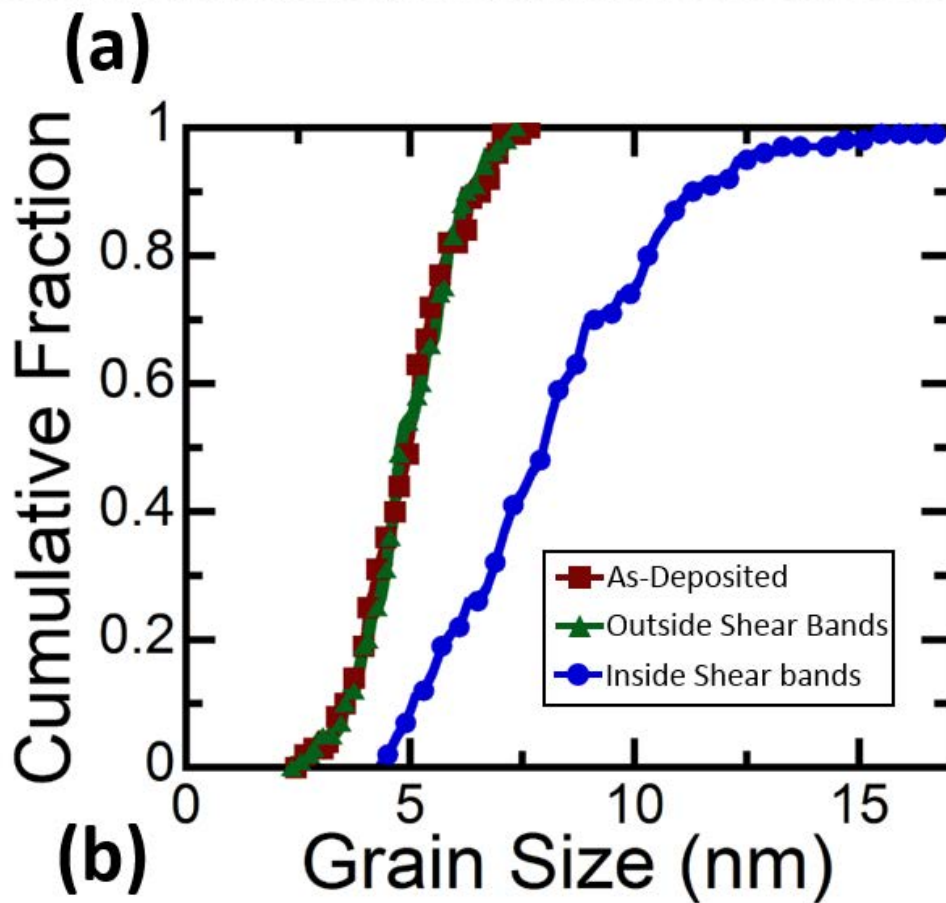 (a)
Cumulative Fraction
1
0.8
0.6
0.4
0.2
0
As-Deposited
Outside Shear Bands
Inside Shear bands
0 5 10 15
(b)
Grain Size (nm)